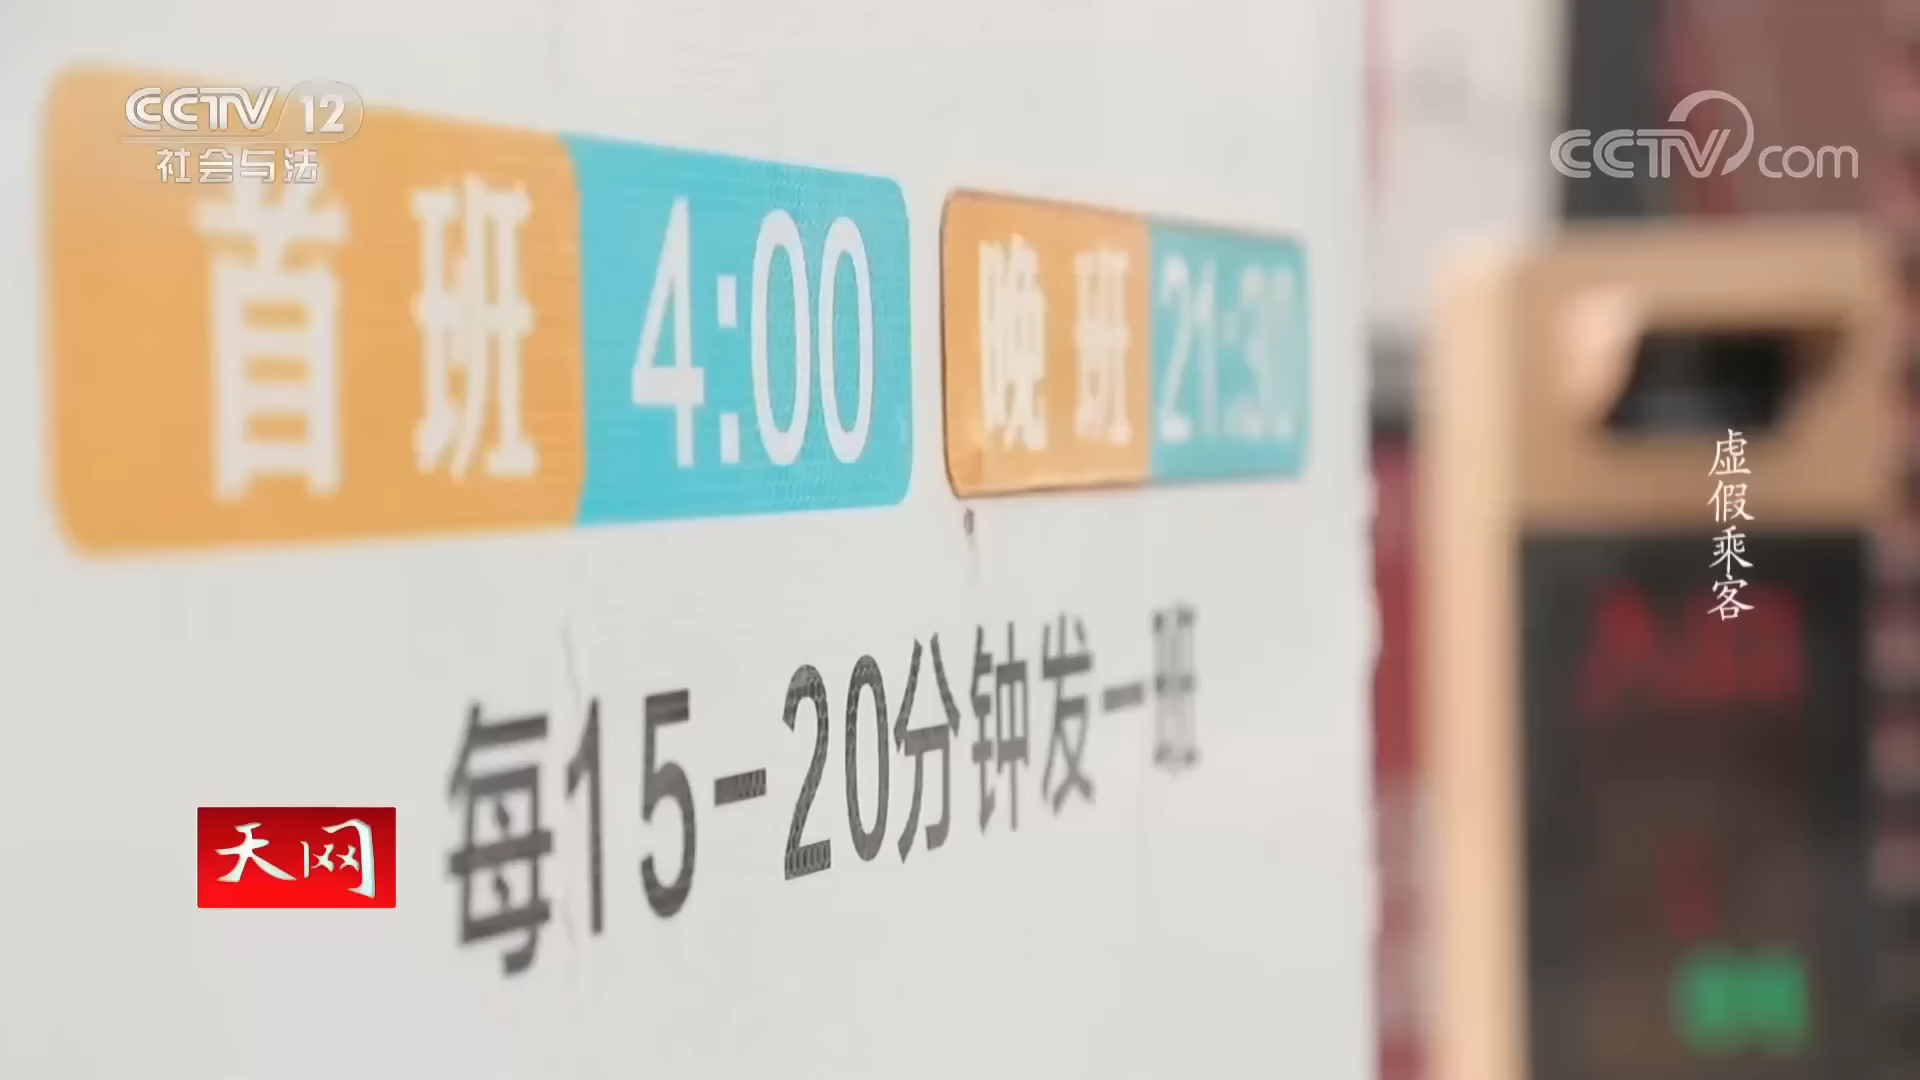 CCTV 12
社会与法
CCTV com
首班 4:00
晚班 21:30
虚假乘客
每15-20分钟发一班
天网